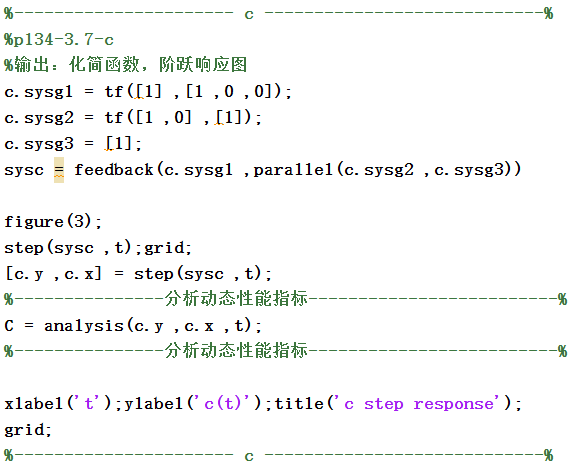 %---------------------- c ----------------------------%
%p134-3.7-c
%输出：化简函数，阶跃响应图
c.sysg1 = tf([1] ,[1 ,0 ,0]);
c.sysg2 = tf([1 ,0] ,[1]);
c.sysg3 = [1];
sysc = feedback(c.sysg1 ,parallel(c.sysg2 ,c.sysg3))
figure(3);
step(sysc ,t);grid;
[c.y ,c.x] = step(sysc ,t);
%---------------分析动态性能指标-------------------------%
C = analysis(c.y ,c.x ,t);
%---------------分析动态性能指标-------------------------%
xlabel('t');ylabel('c(t)');title('c step response');
grid;
%---------------------- c ----------------------------%